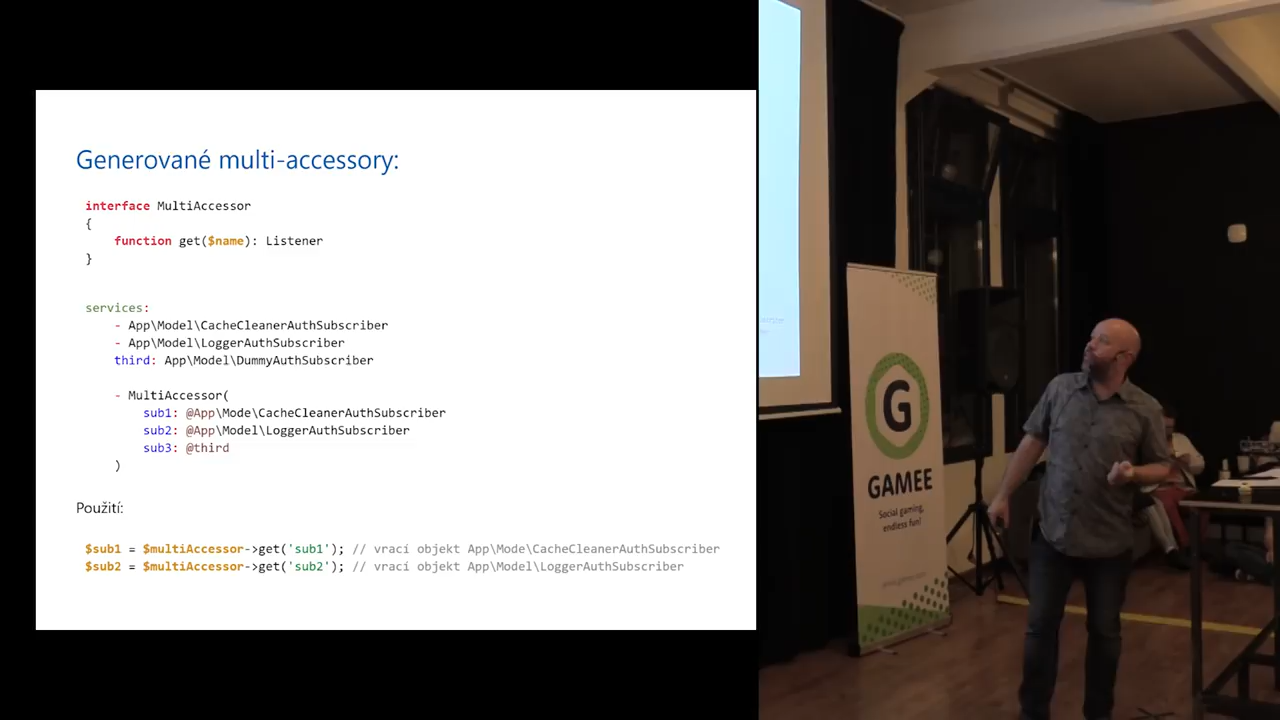 Generované multi-accessory:
interface MultiAccessor
{
function get($name): Listener
}
services:
- App\Model\CacheCleanerAuthSubscriber
- App\Model\LoggerAuthSubscriber
third: App\Model\DummyAuthSubscriber
- MultiAccessor(
sub1: @App\Mode\CacheCleanerAuthSubscriber
sub2: @App\Model\LoggerAuthSubscriber
sub3: @third
)
Použití:
$sub1 = $multiAccessor->get('sub1'); // vrací objekt App\Mode\CacheCleanerAuthSubscriber
$sub2 = $multiAccessor->get('sub2'); // vrací objekt App\Model\LoggerAuthSubscriber
G
GAMEE
Social gaming,
endless fun!